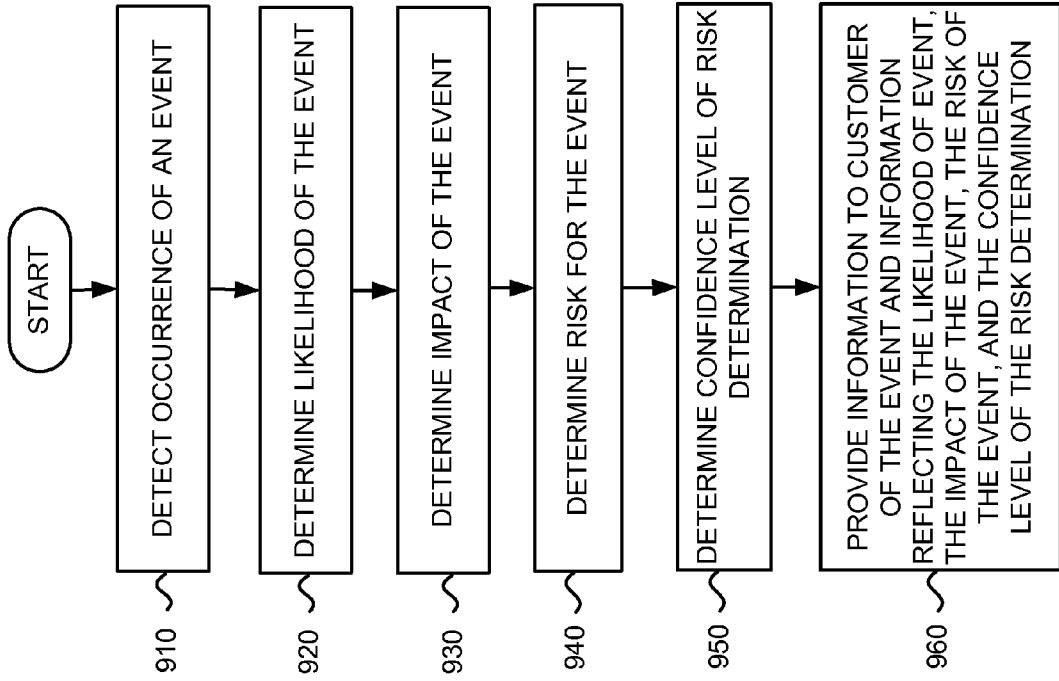 START
DETECT OCCURRENCE OF AN EVENT
910
DETERMINE LIKELIHOOD OF THE EVENT
920
DETERMINE IMPACT OF THE EVENT
930
DETERMINE RISK FOR THE EVENT
940
DETERMINE CONFIDENCE LEVEL OF RISK
DETERMINATION
950
PROVIDE INFORMATION TO CUSTOMER
OF THE EVENT AND INFORMATION
REFLECTING THE LIKELIHOOD OF EVENT,
THE IMPACT OF THE EVENT, THE RISK OF
THE EVENT, AND THE CONFIDENCE
LEVEL OF THE RISK DETERMINATION
960